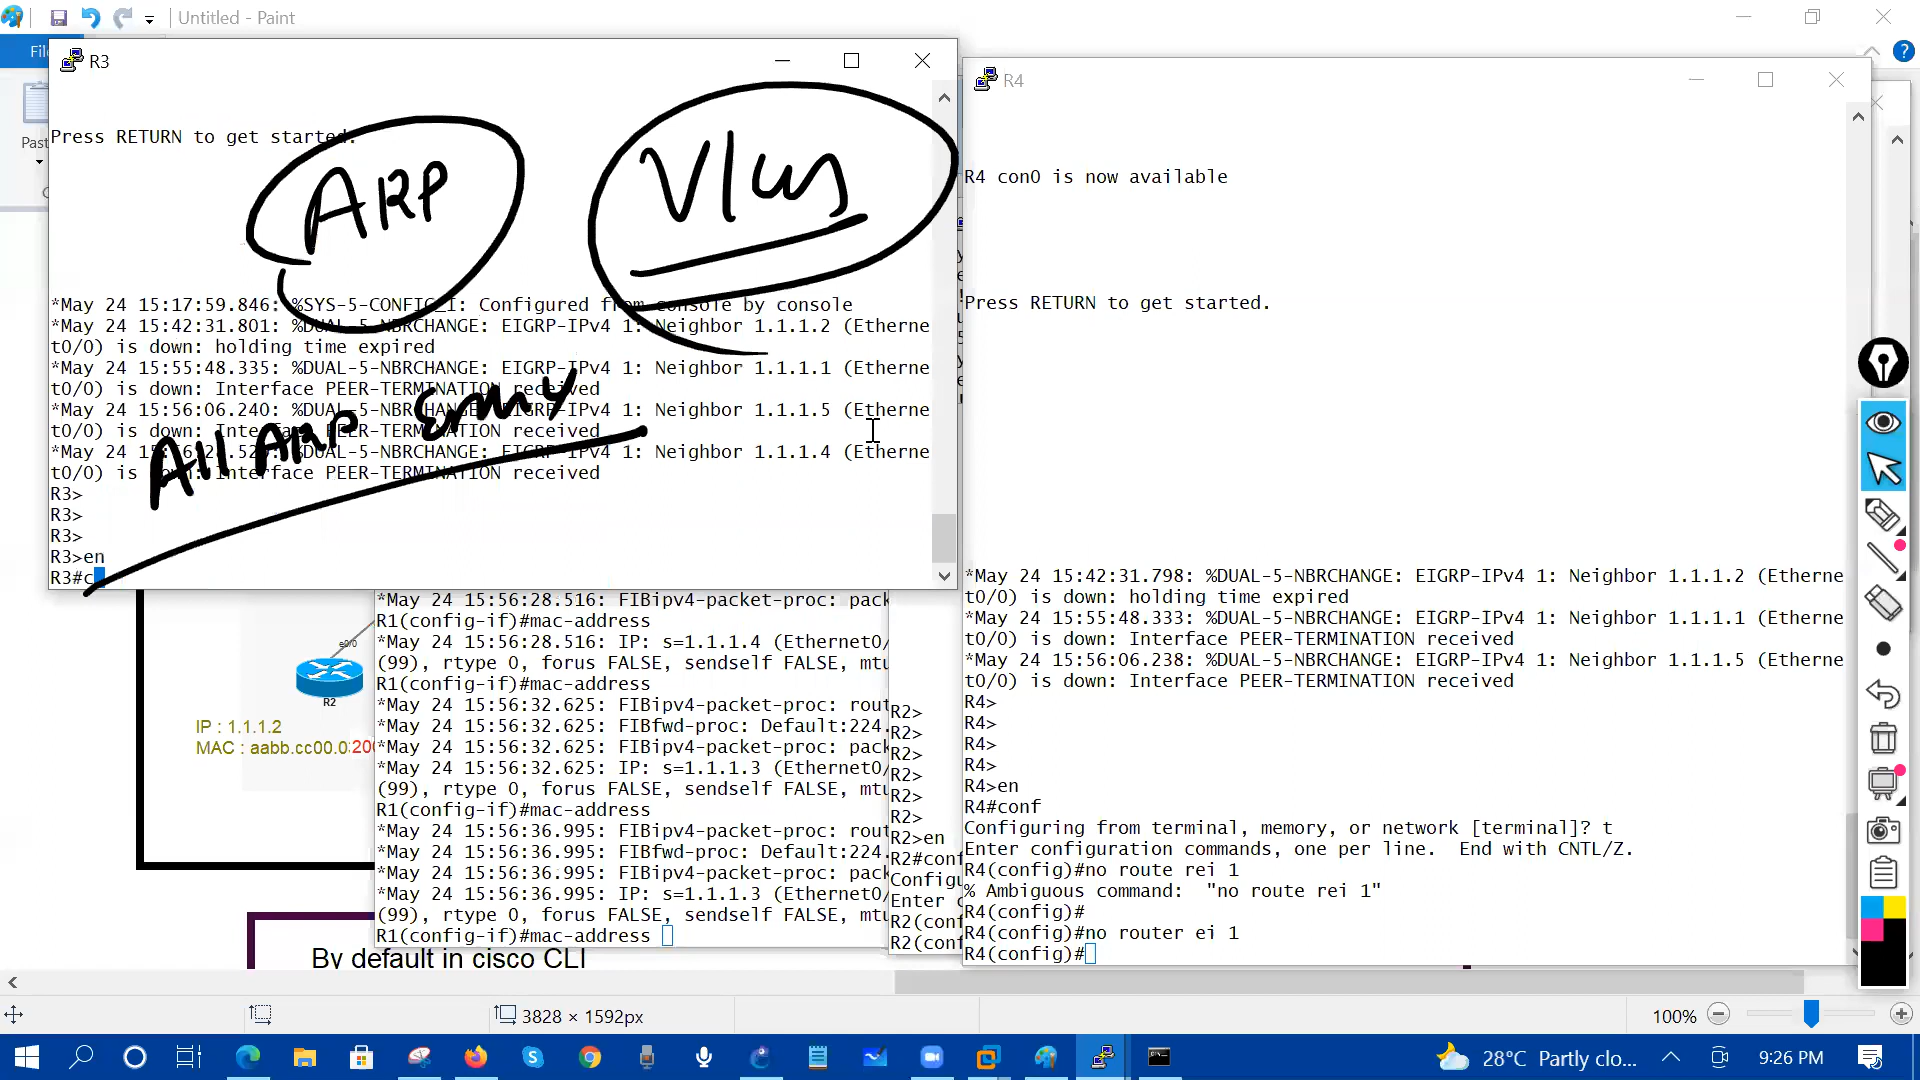 Untitled - Paint
File
R3
R4
Past
Press RETURN to get started.
ARP
Vlans
*May 24 15:17:59.846: %SYS-5-CONFIG_I: Configured from console by console
*May 24 15:42:31.801: %DUAL-5-NBRCHANGE: EIGRP-IPv4 1: Neighbor 1.1.1.2 (Etherne
t0/0) is down: holding time expired
*May 24 15:55:48.335: %DUAL-5-NBRCHANGE: EIGRP-IPv4 1: Neighbor 1.1.1.1 (Etherne
t0/0) is down: Interface PEER-TERMINATION received
*May 24 15:56:06.240: %DUAL-5-NBRCHANGE: EIGRP-IPv4 1: Neighbor 1.1.1.5 (Etherne
t0/0) is down: Interface PEER-TERMINATION received
*May 24 15:56:28.52 %DUAL-5-NBRCHANGE: EIGRP-IPv4 1: Neighbor 1.1.1.4 (Etherne
t0/0) is down: Interface PEER-TERMINATION received
All ARP Entry
R3>
R3>
R3>
R3>en
R3#c
R4 con0 is now available
Press RETURN to get started.
*May 24 15:42:31.798: %DUAL-5-NBRCHANGE: EIGRP-IPv4 1: Neighbor 1.1.1.2 (Etherne
t0/0) is down: holding time expired
*May 24 15:55:48.333: %DUAL-5-NBRCHANGE: EIGRP-IPv4 1: Neighbor 1.1.1.1 (Etherne
t0/0) is down: Interface PEER-TERMINATION received
*May 24 15:56:06.238: %DUAL-5-NBRCHANGE: EIGRP-IPv4 1: Neighbor 1.1.1.5 (Etherne
t0/0) is down: Interface PEER-TERMINATION received
R4>
R4>
R4>
R4>
R4>en
R4#conf
Configuring from terminal, memory, or network [terminal]? t
Enter configuration commands, one per line.  End with CNTL/Z.
R4(config)#no route rei 1
% Ambiguous command:  "no route rei 1"
R4(config)#
R4(config)#no router ei 1
R4(config)#
*May 24 15:56:28.516: FIBipv4-packet-proc: pack
R1(config-if)#mac-address
*May 24 15:56:28.516: IP: s=1.1.1.4 (Ethernet0/
(99), rtype 0, forus FALSE, sendself FALSE, mtu
R1(config-if)#mac-address
*May 24 15:56:32.625: FIBipv4-packet-proc: rout
*May 24 15:56:32.625: FIBfwd-proc: Default:224.
*May 24 15:56:32.625: FIBipv4-packet-proc: pack
*May 24 15:56:32.625: IP: s=1.1.1.3 (Ethernet0/
(99), rtype 0, forus FALSE, sendself FALSE, mtu
R1(config-if)#mac-address
*May 24 15:56:36.995: FIBipv4-packet-proc: rout
*May 24 15:56:36.995: FIBfwd-proc: Default:224.
*May 24 15:56:36.995: FIBipv4-packet-proc: pack
*May 24 15:56:36.995: IP: s=1.1.1.3 (Ethernet0/
(99), rtype 0, forus FALSE, sendself FALSE, mtu
R1(config-if)#mac-address
R2>
R2>
R2>
R2>
R2>
R2>
R2>en
R2#conf
Configu
Enter c
R2(conf
R2(conf
e0/0
R2
IP : 1.1.1.2
MAC : aabb.cc00.0200
By default in cisco CLI
3828 × 1592px
100%
28°C Partly clo...
9:26 PM